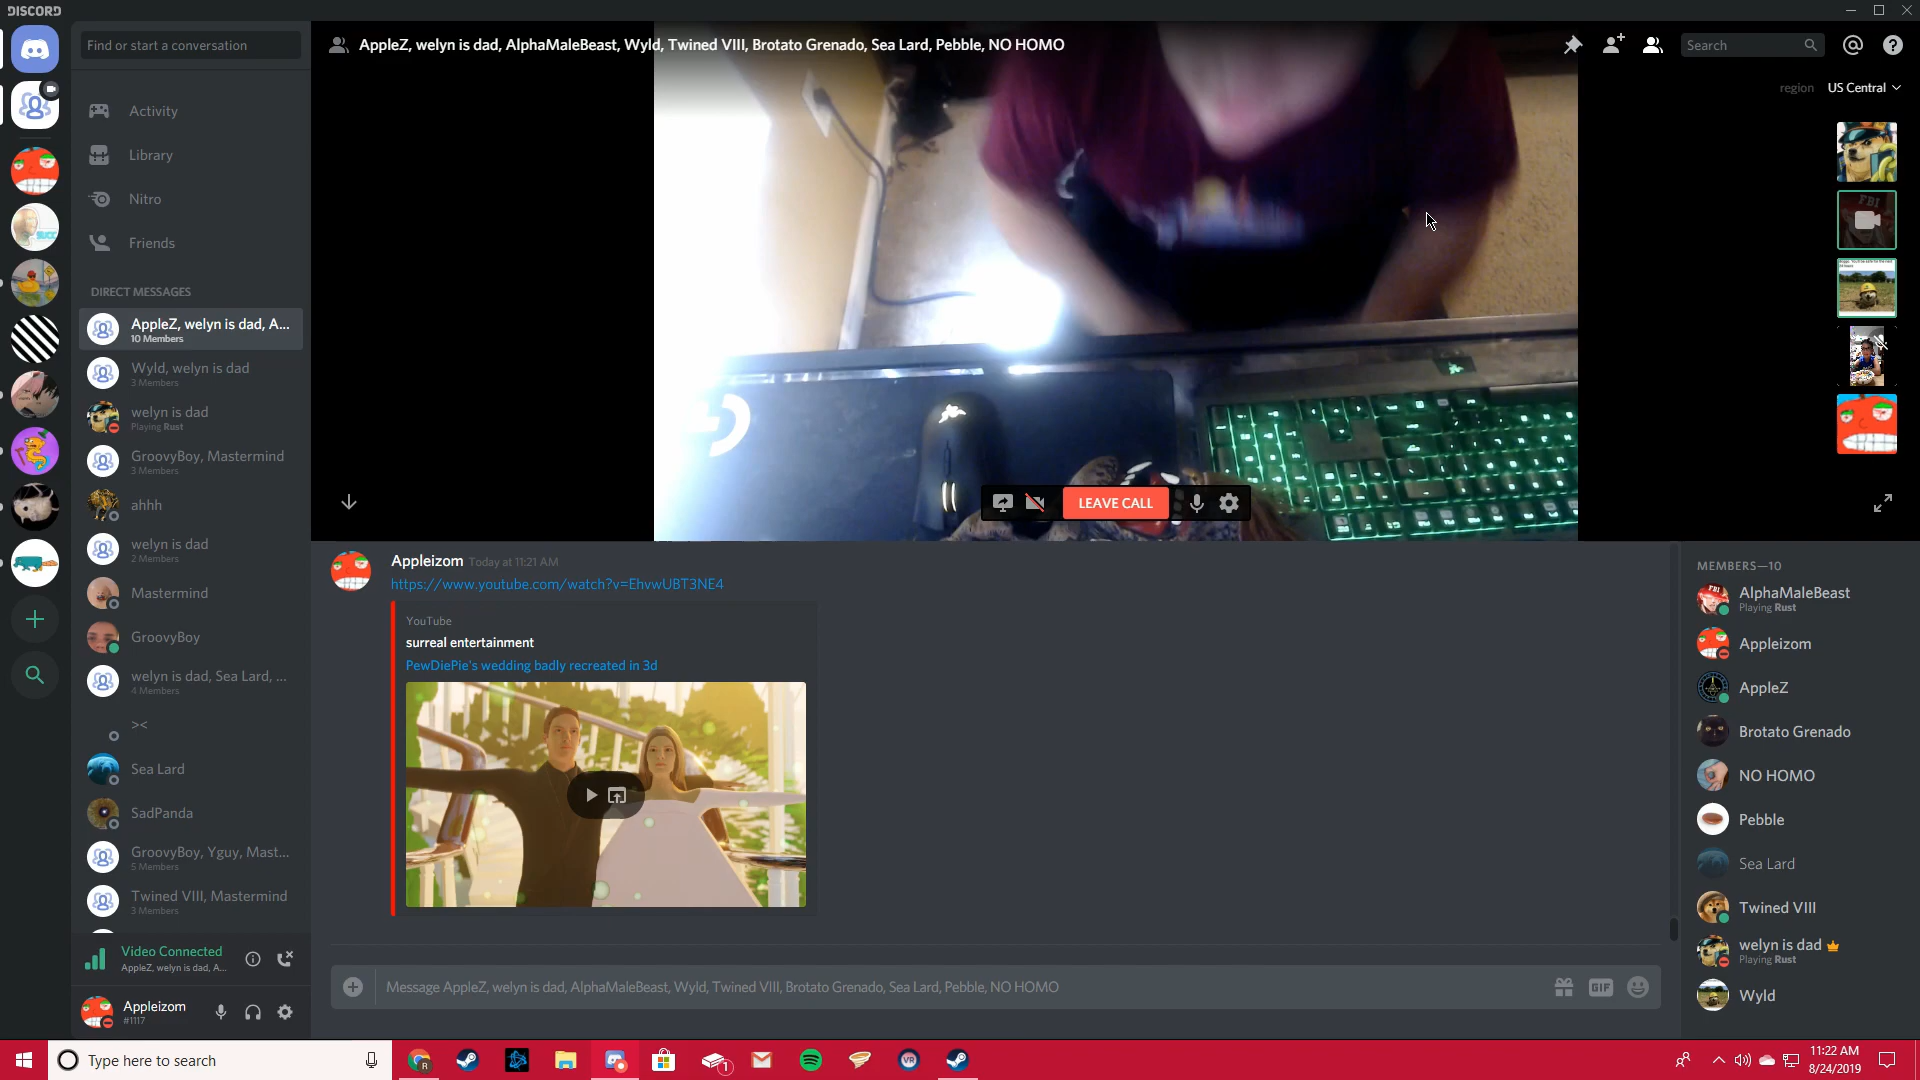 DISCORD
Find or start a conversation
AppleZ, welyn is dad, AlphaMaleBeast, Wyld, Twined VIII, Brotato Grenado, Sea Lard, Pebble, NO HOMO
Search
region US Central
Activity
Library
Nitro
Friends
DIRECT MESSAGES
AppleZ, welyn is dad, A...
10 Members
Wyld, welyn is dad
3 Members
welyn is dad
Playing Rust
GroovyBoy, Mastermind
3 Members
ahhh
welyn is dad
2 Members
Mastermind
GroovyBoy
welyn is dad, Sea Lard, ...
4 Members
><
Sea Lard
SadPanda
GroovyBoy, Yguy, Mast...
5 Members
Twined VIII, Mastermind
3 Members
Video Connected
AppleZ, welyn is dad, A...
Appleizom
#1117
FBI
LEAVE CALL
Appleizom Today at 11:21 AM
https://www.youtube.com/watch?v=EhvwUBT3NE4
YouTube
surreal entertainment
PewDiePie's wedding badly recreated in 3d
Message AppleZ, welyn is dad, AlphaMaleBeast, Wyld, Twined VIII, Brotato Grenado, Sea Lard, Pebble, NO HOMO
GIF
MEMBERS—10
AlphaMaleBeast
Playing Rust
Appleizom
AppleZ
Brotato Grenado
NO HOMO
Pebble
Sea Lard
Twined VIII
welyn is dad
Playing Rust
Wyld
Type here to search
R
1
VR
11:22 AM
8/24/2019